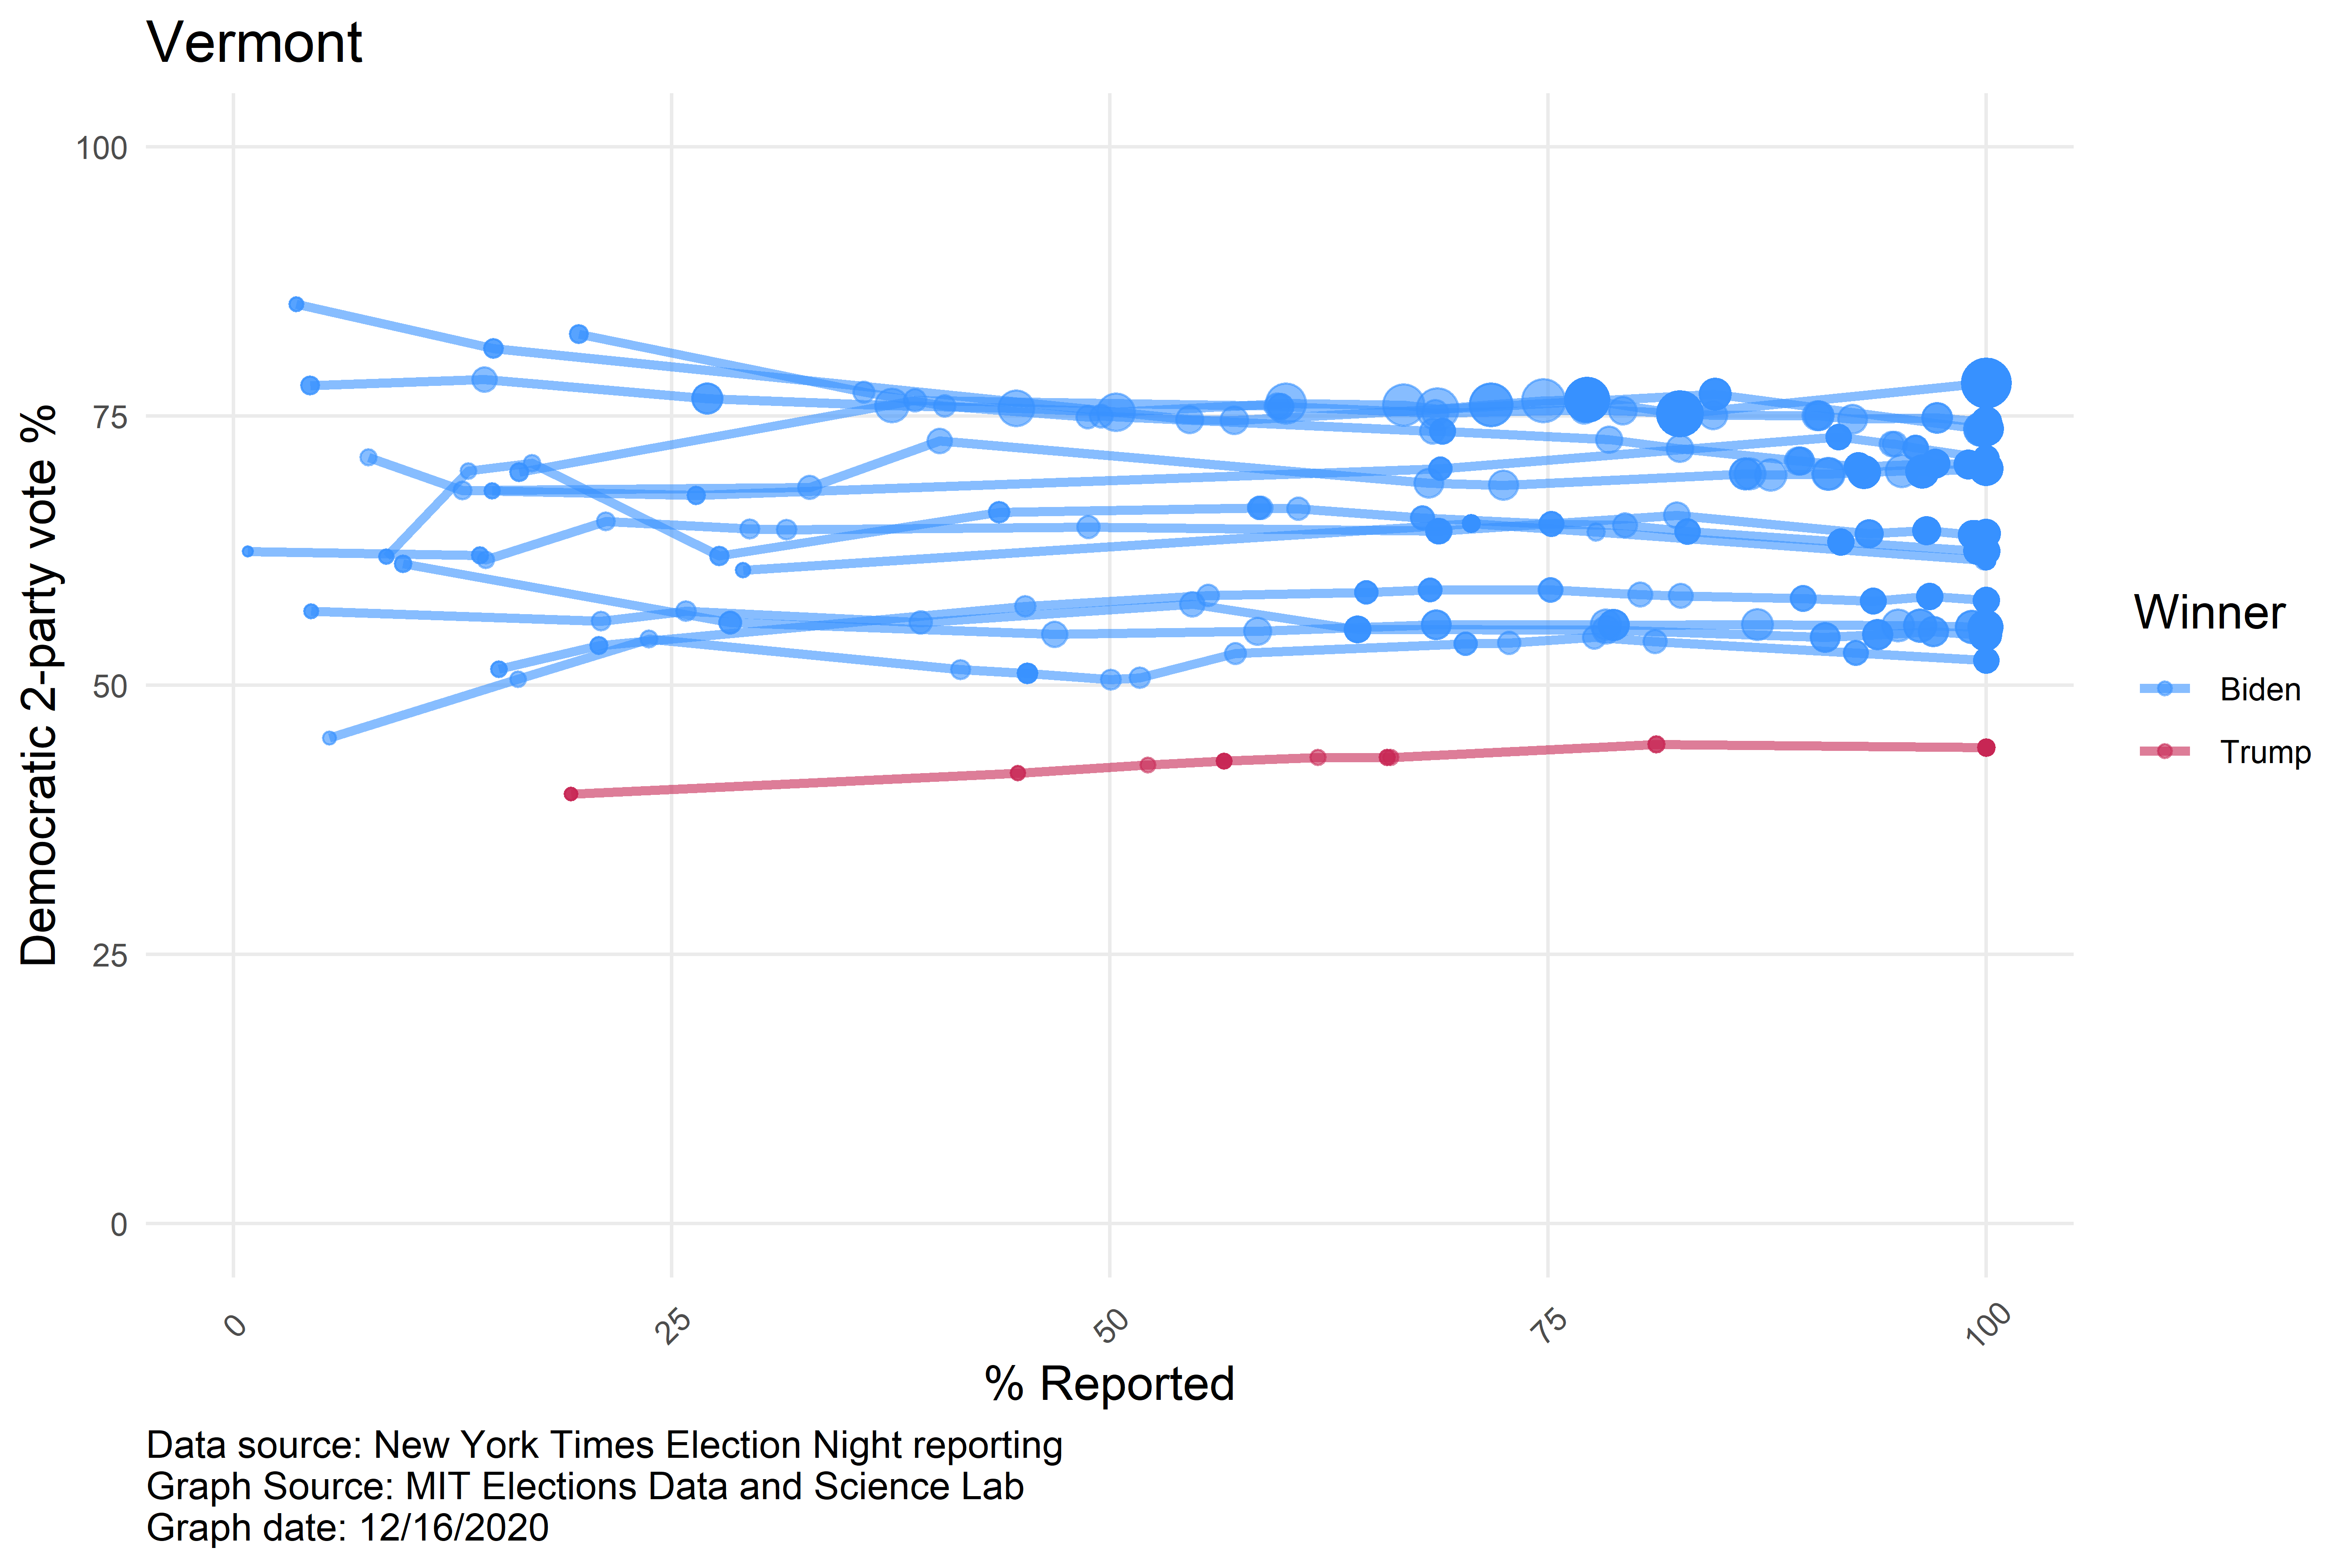 Vermont
Democratic 2-party vote %
100
75
50
25
0
0
25
50
75
100
% Reported
Winner
Biden
Trump
Data source: New York Times Election Night reporting
Graph Source: MIT Elections Data and Science Lab
Graph date: 12/16/2020